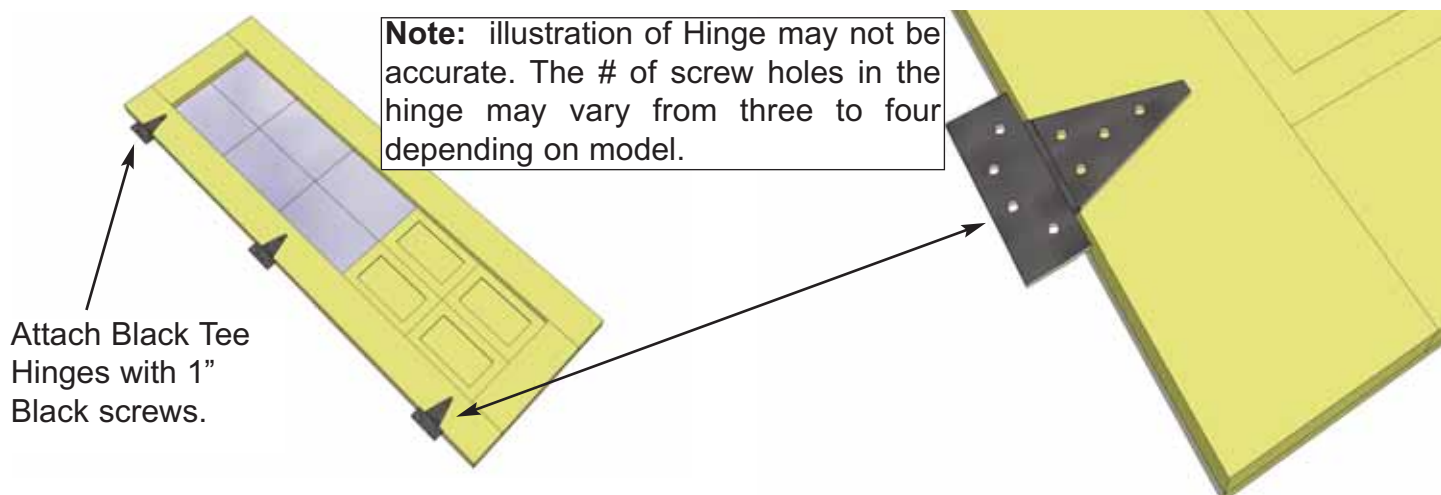 Note: illustration of Hinge may not be
accurate. The # of screw holes in the
hinge may vary from three to four
depending on model.
Attach Black Tee
Hinges with 1”
Black screws.